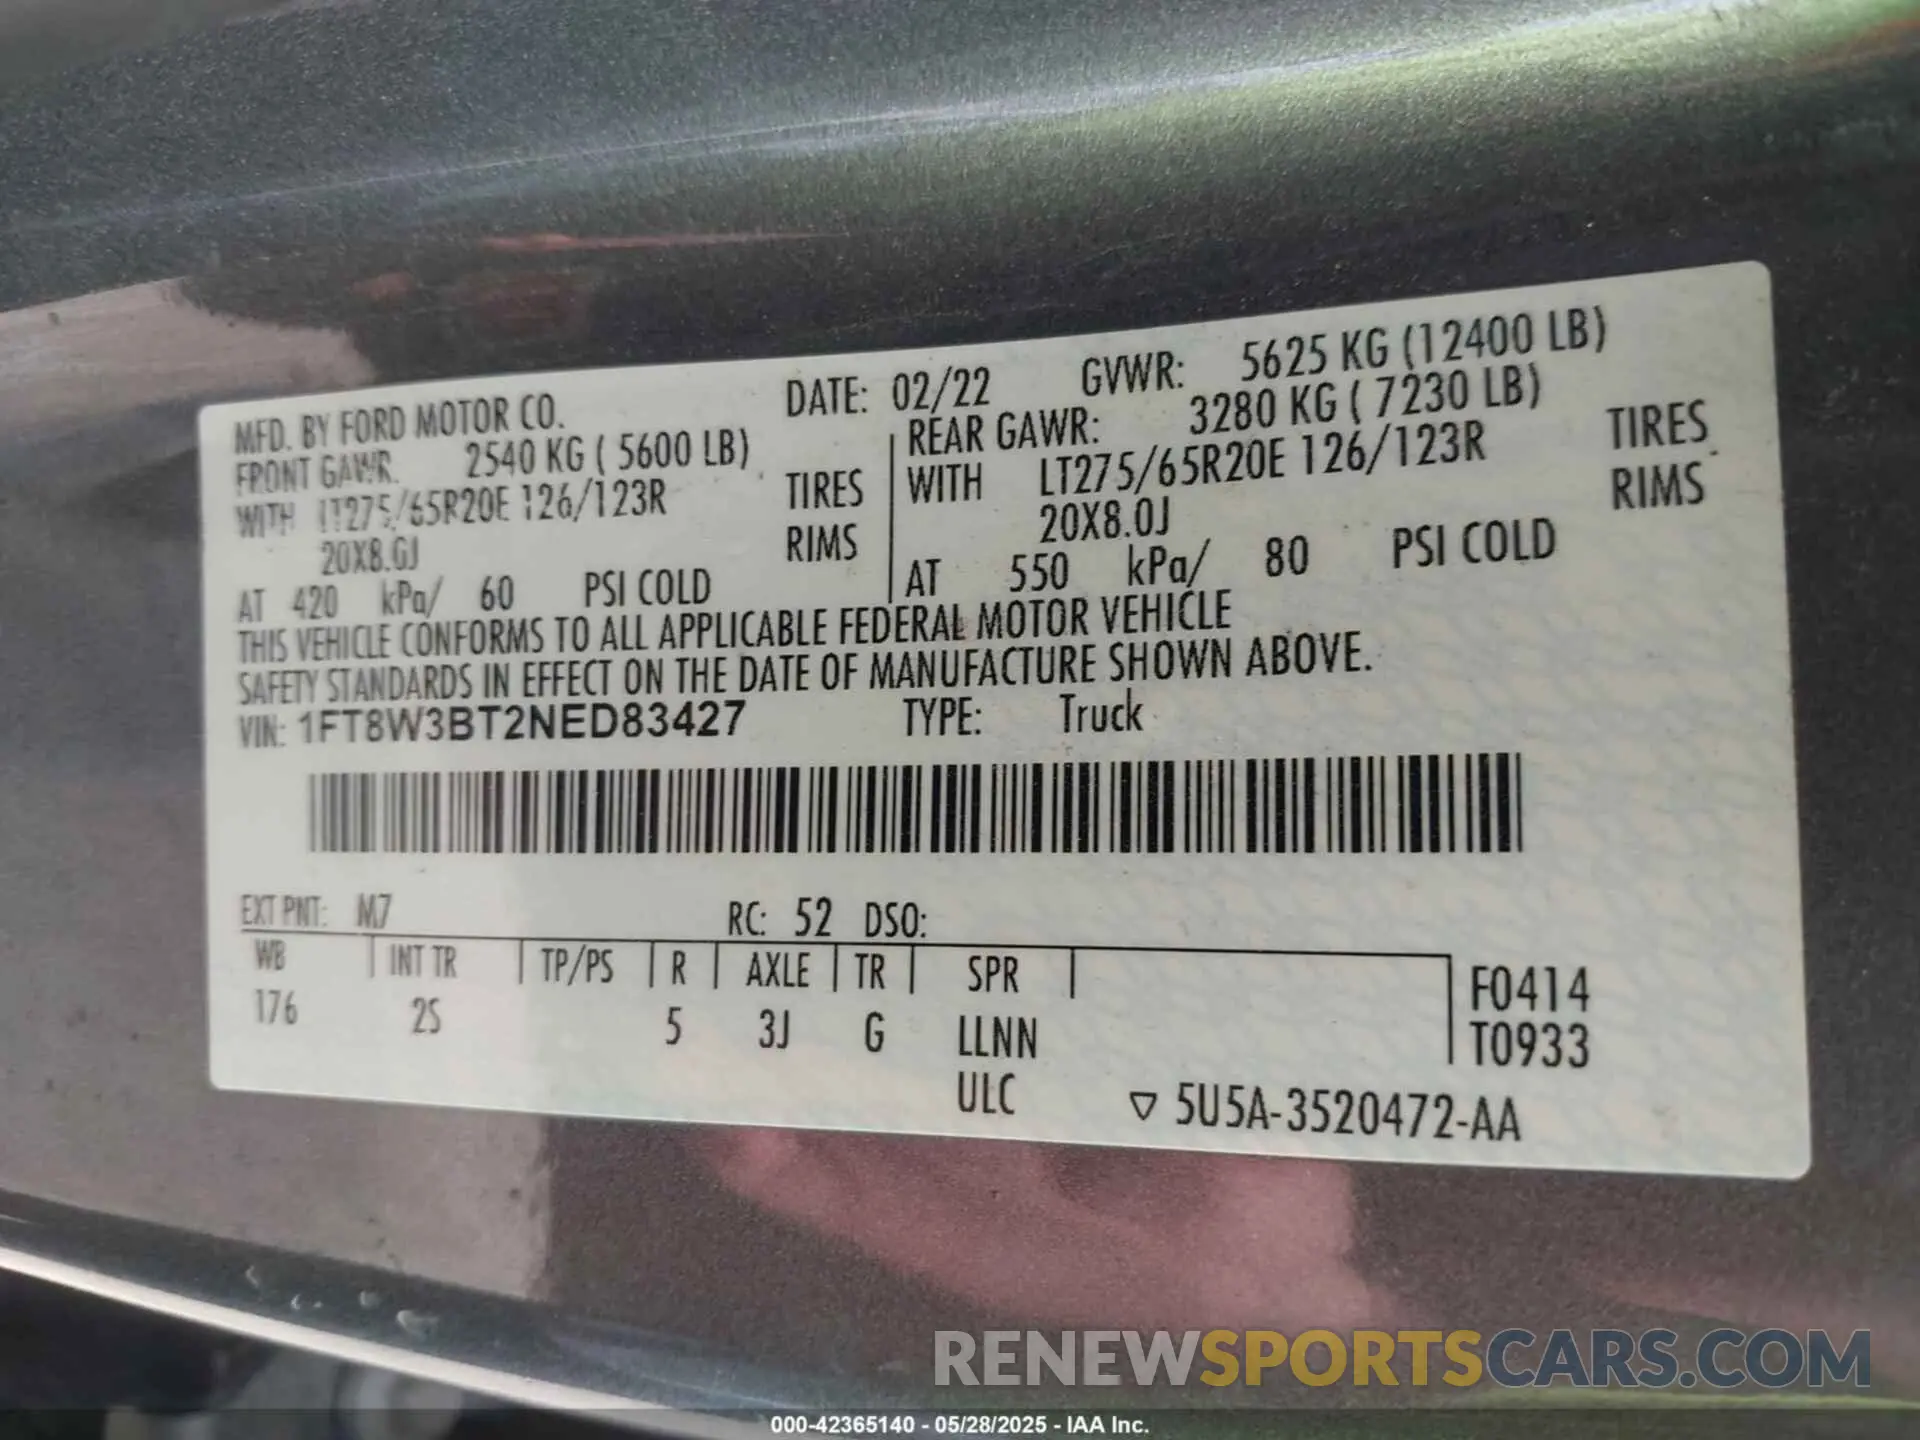 MFD. BY FORD MOTOR CO. DATE: 02/22 GVWR: 5625 KG (12400 LB)
FRONT GAWR. 2540 KG ( 5600 LB) REAR GAWR: 3280 KG ( 7230 LB)
WITH LT275/65R20E 126/123R TIRES WITH LT275/65R20E 126/123R TIRES
20X8.0J RIMS 20X8.0J RIMS
AT 420 kPa/ 60 PSI COLD AT 550 kPa/ 80 PSI COLD
THIS VEHICLE CONFORMS TO ALL APPLICABLE FEDERAL MOTOR VEHICLE
SAFETY STANDARDS IN EFFECT ON THE DATE OF MANUFACTURE SHOWN ABOVE.
VIN: 1FT8W3BT2NED83427 TYPE: Truck
EXT PNT: M7 RC: 52 DSO:
WB INT TR TP/PS R AXLE TR SPR F0414
176 2S 5 3J G LLNN T0933
ULC ▽ 5U5A-3520472-AA
RENEWSPORTSCARS.COM
000-42365140 - 05/28/2025 - IAA Inc.